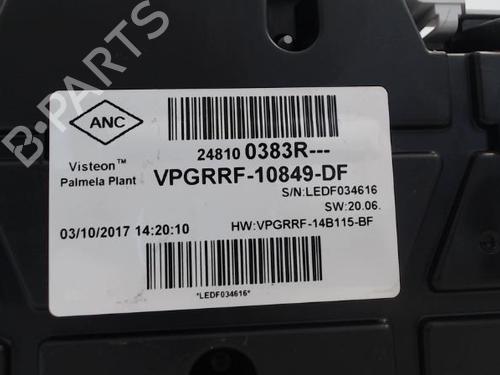 B-PARTS
ANC
Visteon™
Palmela Plant
24810 0383R---
VPGRRF-10849-DF
S/N:LEDF034616
SW:20.06.
03/10/2017 14:20:10
HW:VPGRRF-14B115-BF
*LEDF034616*